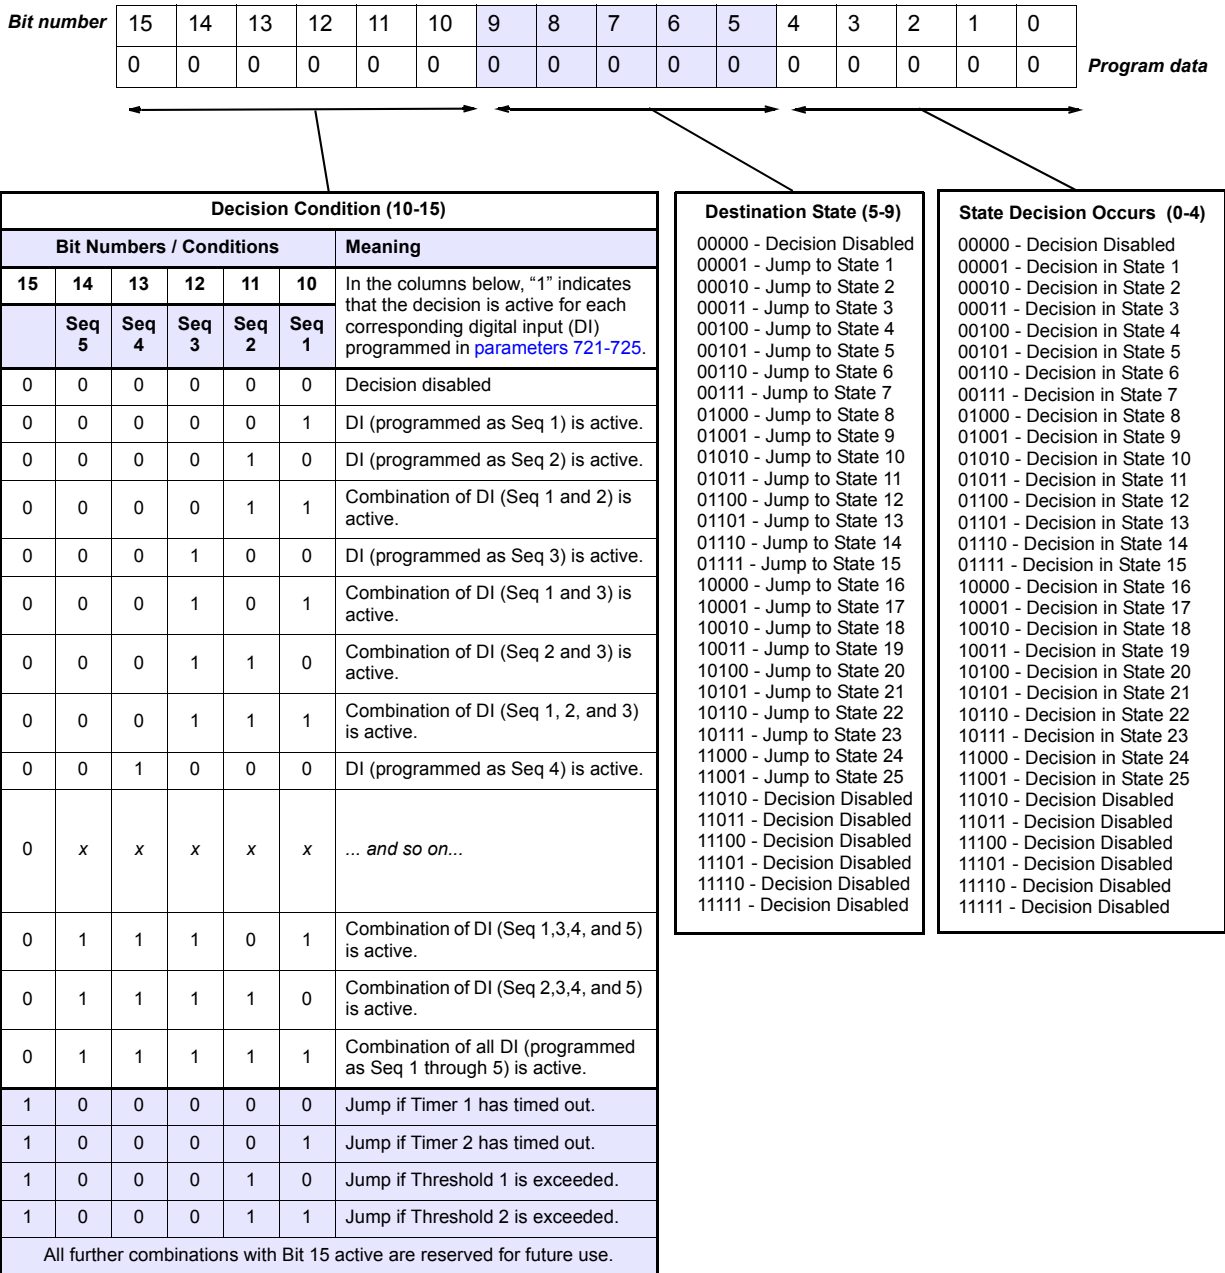 Bit number 15 14 13 12 11 10 9 8 7 6 5 4 3 2 1 0
0 0 0 0 0 0 0 0 0 0 0 0 0 0 0 0 Program data
Decision Condition (10-15)
Bit Numbers / Conditions Meaning
15 14 13 12 11 10
Seq 5 Seq 4 Seq 3 Seq 2 Seq 1
In the columns below, “1” indicates
that the decision is active for each
corresponding digital input (DI)
programmed in parameters 721-725.
0 0 0 0 0 0 Decision disabled
0 0 0 0 0 1 DI (programmed as Seq 1) is active.
0 0 0 0 1 0 DI (programmed as Seq 2) is active.
0 0 0 0 1 1 Combination of DI (Seq 1 and 2) is
active.
0 0 0 1 0 0 DI (programmed as Seq 3) is active.
0 0 0 1 0 1 Combination of DI (Seq 1 and 3) is
active.
0 0 0 1 1 0 Combination of DI (Seq 2 and 3) is
active.
0 0 0 1 1 1 Combination of DI (Seq 1, 2, and 3)
is active.
0 0 1 0 0 0 DI (programmed as Seq 4) is active.
0 x x x x x ... and so on...
0 1 1 1 0 1 Combination of DI (Seq 1,3,4, and 5)
is active.
0 1 1 1 1 0 Combination of DI (Seq 2,3,4, and 5)
is active.
0 1 1 1 1 1 Combination of all DI (programmed
as Seq 1 through 5) is active.
1 0 0 0 0 0 Jump if Timer 1 has timed out.
1 0 0 0 0 1 Jump if Timer 2 has timed out.
1 0 0 0 1 0 Jump if Threshold 1 is exceeded.
1 0 0 0 1 1 Jump if Threshold 2 is exceeded.
All further combinations with Bit 15 active are reserved for future use.
Destination State (5-9)
00000 - Decision Disabled
00001 - Jump to State 1
00010 - Jump to State 2
00011 - Jump to State 3
00100 - Jump to State 4
00101 - Jump to State 5
00110 - Jump to State 6
00111 - Jump to State 7
01000 - Jump to State 8
01001 - Jump to State 9
01010 - Jump to State 10
01011 - Jump to State 11
01100 - Jump to State 12
01101 - Jump to State 13
01110 - Jump to State 14
01111 - Jump to State 15
10000 - Jump to State 16
10001 - Jump to State 17
10010 - Jump to State 18
10011 - Jump to State 19
10100 - Jump to State 20
10101 - Jump to State 21
10110 - Jump to State 22
10111 - Jump to State 23
11000 - Jump to State 24
11001 - Jump to State 25
11010 - Decision Disabled
11011 - Decision Disabled
11100 - Decision Disabled
11101 - Decision Disabled
11110 - Decision Disabled
11111 - Decision Disabled
State Decision Occurs (0-4)
00000 - Decision Disabled
00001 - Decision in State 1
00010 - Decision in State 2
00011 - Decision in State 3
00100 - Decision in State 4
00101 - Decision in State 5
00110 - Decision in State 6
00111 - Decision in State 7
01000 - Decision in State 8
01001 - Decision in State 9
01010 - Decision in State 10
01011 - Decision in State 11
01100 - Decision in State 12
01101 - Decision in State 13
01110 - Decision in State 14
01111 - Decision in State 15
10000 - Decision in State 16
10001 - Decision in State 17
10010 - Decision in State 18
10011 - Decision in State 19
10100 - Decision in State 20
10101 - Decision in State 21
10110 - Decision in State 22
10111 - Decision in State 23
11000 - Decision in State 24
11001 - Decision in State 25
11010 - Decision Disabled
11011 - Decision Disabled
11100 - Decision Disabled
11101 - Decision Disabled
11110 - Decision Disabled
11111 - Decision Disabled